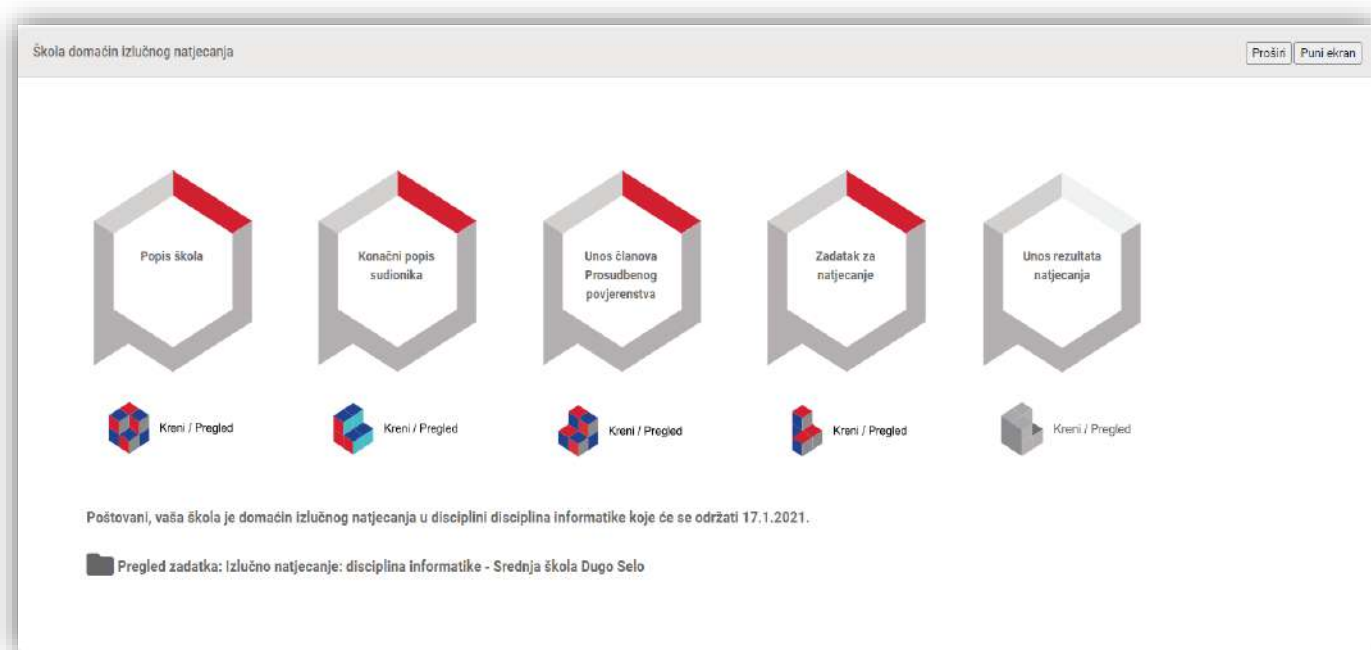 Škola domaćin izlučnog natjecanja
Proširi
Puni ekran
Popis škola
Konačni popis
sudionika
Unos članova
Prosudbenog
povjerenstva
Zadatak za
natjecanje
Unos rezultata
natjecanja
Kreni / Pregled
Kreni / Pregled
Kreni / Pregled
Kreni / Pregled
Kreni / Pregled
Poštovani, vaša škola je domaćin izlučnog natjecanja u disciplini disciplina informatike koje će se održati 17.1.2021.
Pregled zadatka: Izlučno natjecanje: disciplina informatike - Srednja škola Dugo Selo